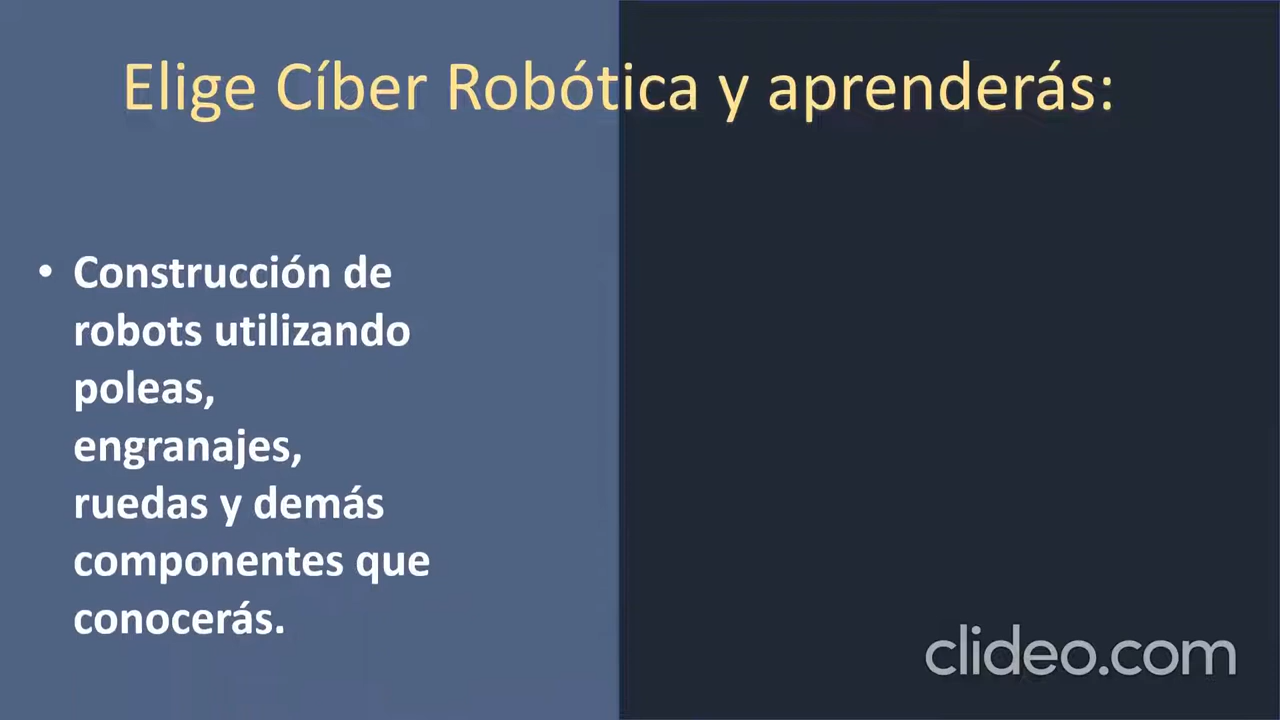 Elige Cíber Robótica y aprenderás:
• Construcción de
robots utilizando
poleas,
engranajes,
ruedas y demás
componentes que
conocerás.
clideo.com